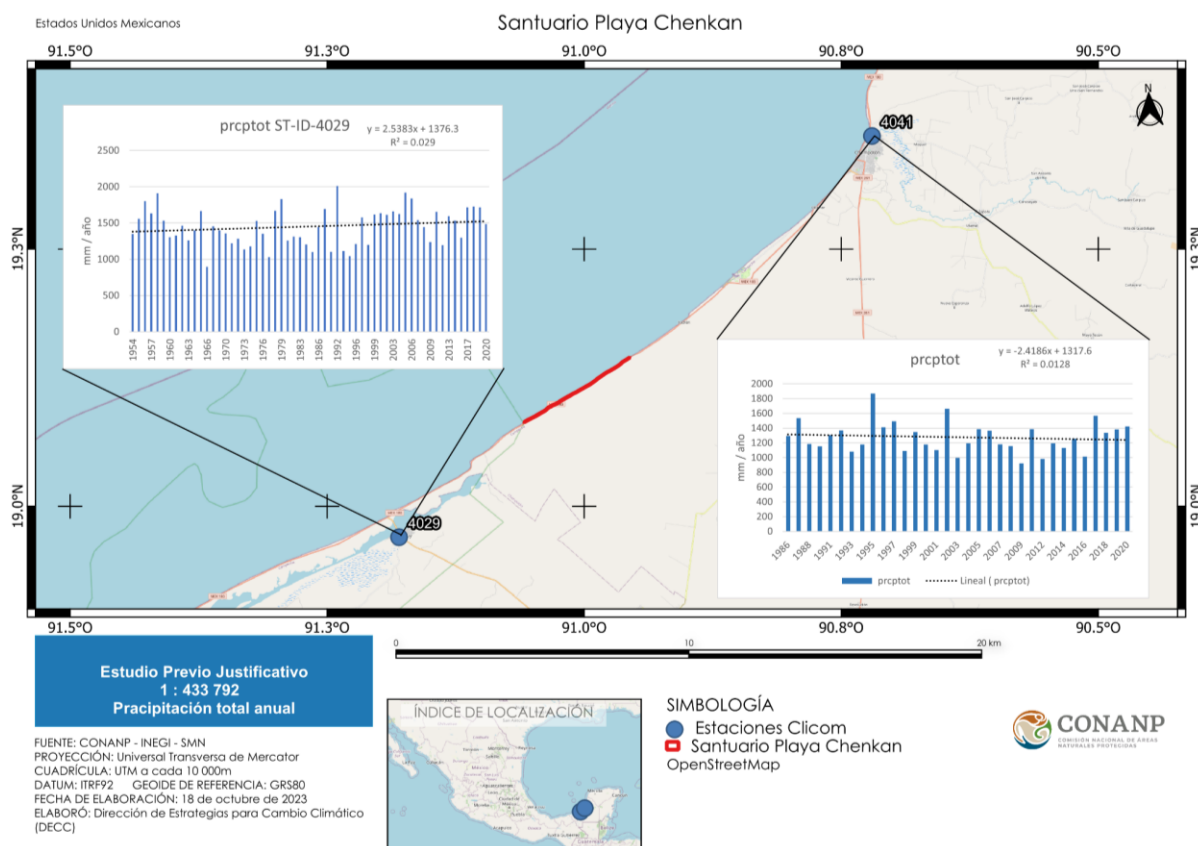 Estados Unidos Mexicanos
Santuario Playa Chenkan
91.5°O 91.3°O 91.0°O 90.8°O 90.5°O
19.3°N
19.0°N
19.3°N
19.0°N
N
prcptot ST-ID-4029
y = 2.5383x + 1376.3
R² = 0.029
mm / año
2500
2000
1500
1000
500
0
1954 1957 1960 1963 1966 1970 1973 1976 1979 1983 1986 1989 1992 1996 1999 2003 2006 2009 2013 2017 2020
4041
4029
prcptot
y = -2.4186x + 1317.6
R² = 0.0128
mm / año
2000
1800
1600
1400
1200
1000
800
600
400
200
0
1986 1988 1991 1993 1995 1997 1999 2001 2003 2005 2007 2009 2012 2014 2016 2018 2020
prcptot Lineal ( prcptot)
91.5°O 91.3°O 91.0°O 90.8°O 90.5°O
0 10 20 km
Estudio Previo Justificativo
1 : 433 792
Pracipitación total anual
FUENTE: CONANP - INEGI - SMN
PROYECCIÓN: Universal Transversa de Mercator
CUADRÍCULA: UTM a cada 10 000m
DATUM: ITRF92 GEOIDE DE REFERENCIA: GRS80
FECHA DE ELABORACIÓN: 18 de octubre de 2023
ELABORÓ: Dirección de Estrategias para Cambio Climático
(DECC)
ÍNDICE DE LOCALIZACIÓN
SIMBOLOGÍA
Estaciones Clicom
Santuario Playa Chenkan
OpenStreetMap
CONANP
COMISIÓN NACIONAL DE ÁREAS
NATURALES PROTEGIDAS